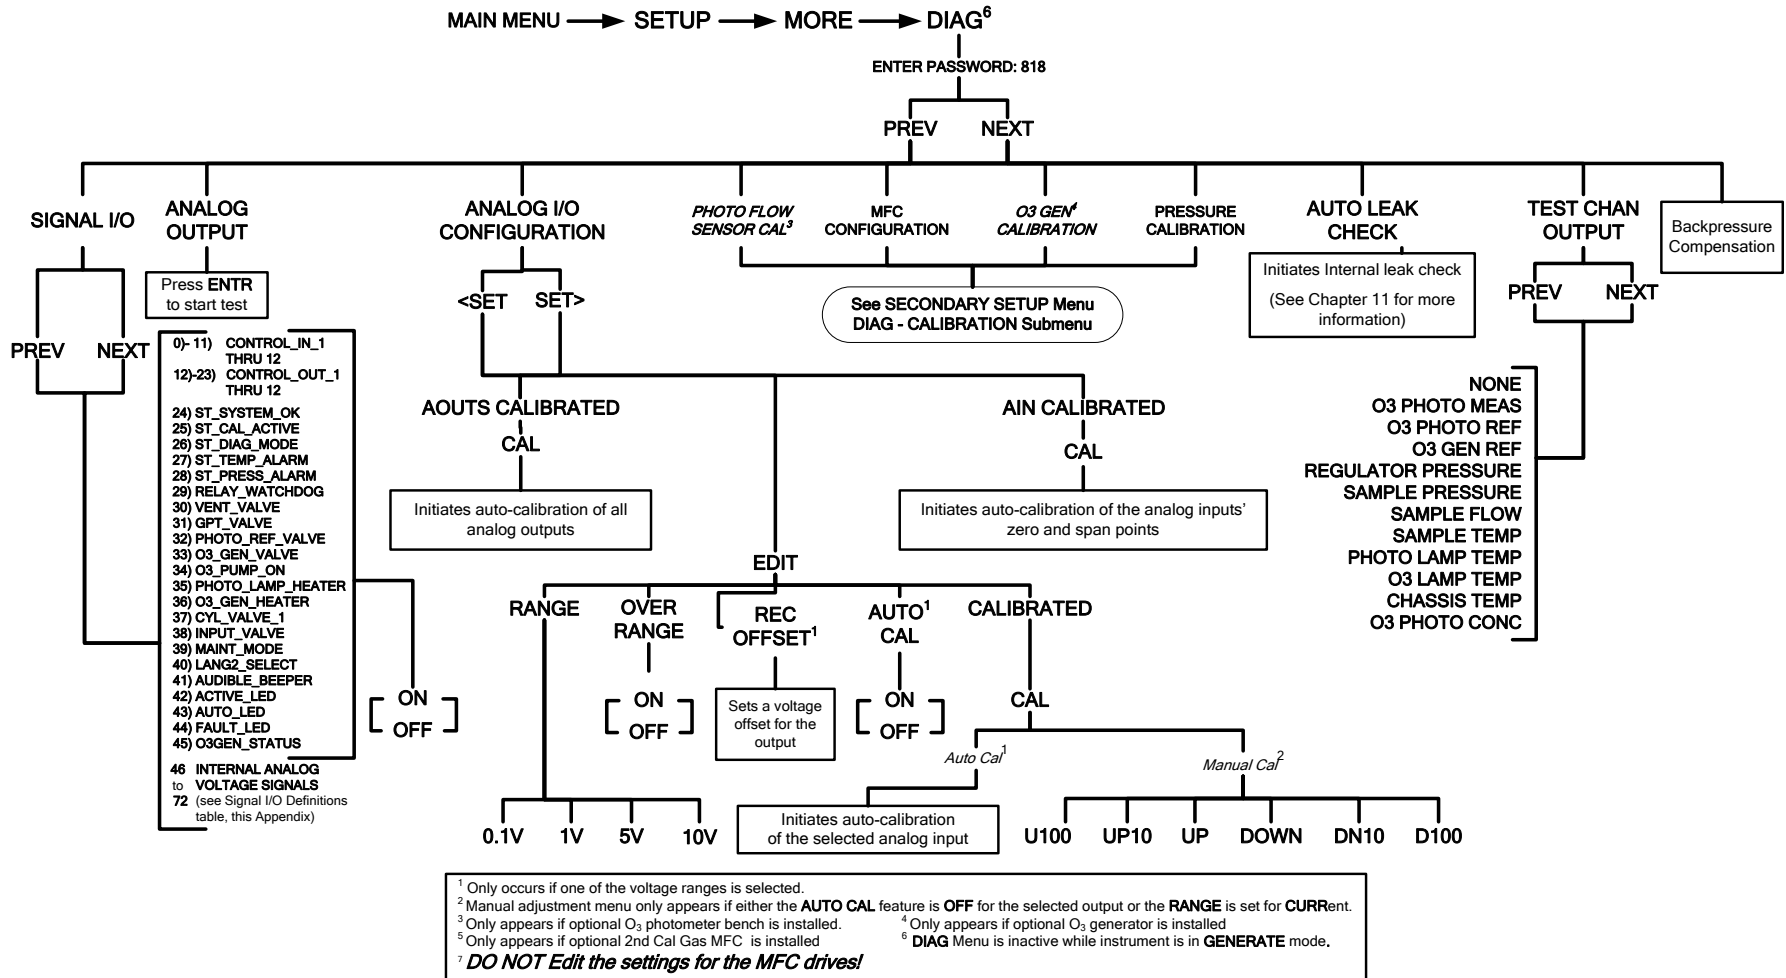 MAIN MENU SETUP MORE DIAG6
ENTER PASSWORD: 818
PREV NEXT
SIGNAL I/O
PREV NEXT
ANALOG
OUTPUT
Press ENTR
to start test
0)- 11) CONTROL_IN_1
THRU 12
12)-23) CONTROL_OUT_1
THRU 12
24) ST_SYSTEM_OK
25) ST_CAL_ACTIVE
26) ST_DIAG_MODE
27) ST_TEMP_ALARM
28) ST_PRESS_ALARM
29) RELAY_WATCHDOG
30) VENT_VALVE
31) GPT_VALVE
32) PHOTO_REF_VALVE
33) O3_GEN_VALVE
34) O3_PUMP_ON
35) PHOTO_LAMP_HEATER
36) O3_GEN_HEATER
37) CYL_VALVE_1
38) INPUT_VALVE
39) MAINT_MODE
40) LANG2_SELECT
41) AUDIBLE_BEEPER
42) ACTIVE_LED
43) AUTO_LED
44) FAULT_LED
45) O3GEN_STATUS
46 INTERNAL ANALOG
to VOLTAGE SIGNALS
72 (see Signal I/O Definitions
table, this Appendix)
ON
OFF
ANALOG I/O
CONFIGURATION
<SET SET>
AOUTS CALIBRATED
CAL
Initiates auto-calibration of all
analog outputs
AIN CALIBRATED
CAL
Initiates auto-calibration of the analog inputs’
zero and span points
EDIT
RANGE
0.1V 1V 5V 10V
OVER
RANGE
ON
OFF
REC
OFFSET1
Sets a voltage
offset for the
output
AUTO1
CAL
ON
OFF
CALIBRATED
CAL
Auto Cal1
Initiates auto-calibration
of the selected analog input
Manual Cal2
U100 UP10 UP DOWN DN10 D100
PHOTO FLOW
SENSOR CAL3
MFC
CONFIGURATION
O3 GEN4
CALIBRATION
PRESSURE
CALIBRATION
See SECONDARY SETUP Menu
DIAG - CALIBRATION Submenu
AUTO LEAK
CHECK
Initiates Internal leak check
(See Chapter 11 for more
information)
TEST CHAN
OUTPUT
PREV NEXT
NONE
O3 PHOTO MEAS
O3 PHOTO REF
O3 GEN REF
REGULATOR PRESSURE
SAMPLE PRESSURE
SAMPLE FLOW
SAMPLE TEMP
PHOTO LAMP TEMP
O3 LAMP TEMP
CHASSIS TEMP
O3 PHOTO CONC
Backpressure
Compensation
1 Only occurs if one of the voltage ranges is selected.
2 Manual adjustment menu only appears if either the AUTO CAL feature is OFF for the selected output or the RANGE is set for CURRent.
3 Only appears if optional O3 photometer bench is installed. 4 Only appears if optional O3 generator is installed
5 Only appears if optional 2nd Cal Gas MFC is installed 6 DIAG Menu is inactive while instrument is in GENERATE mode.
7 DO NOT Edit the settings for the MFC drives!